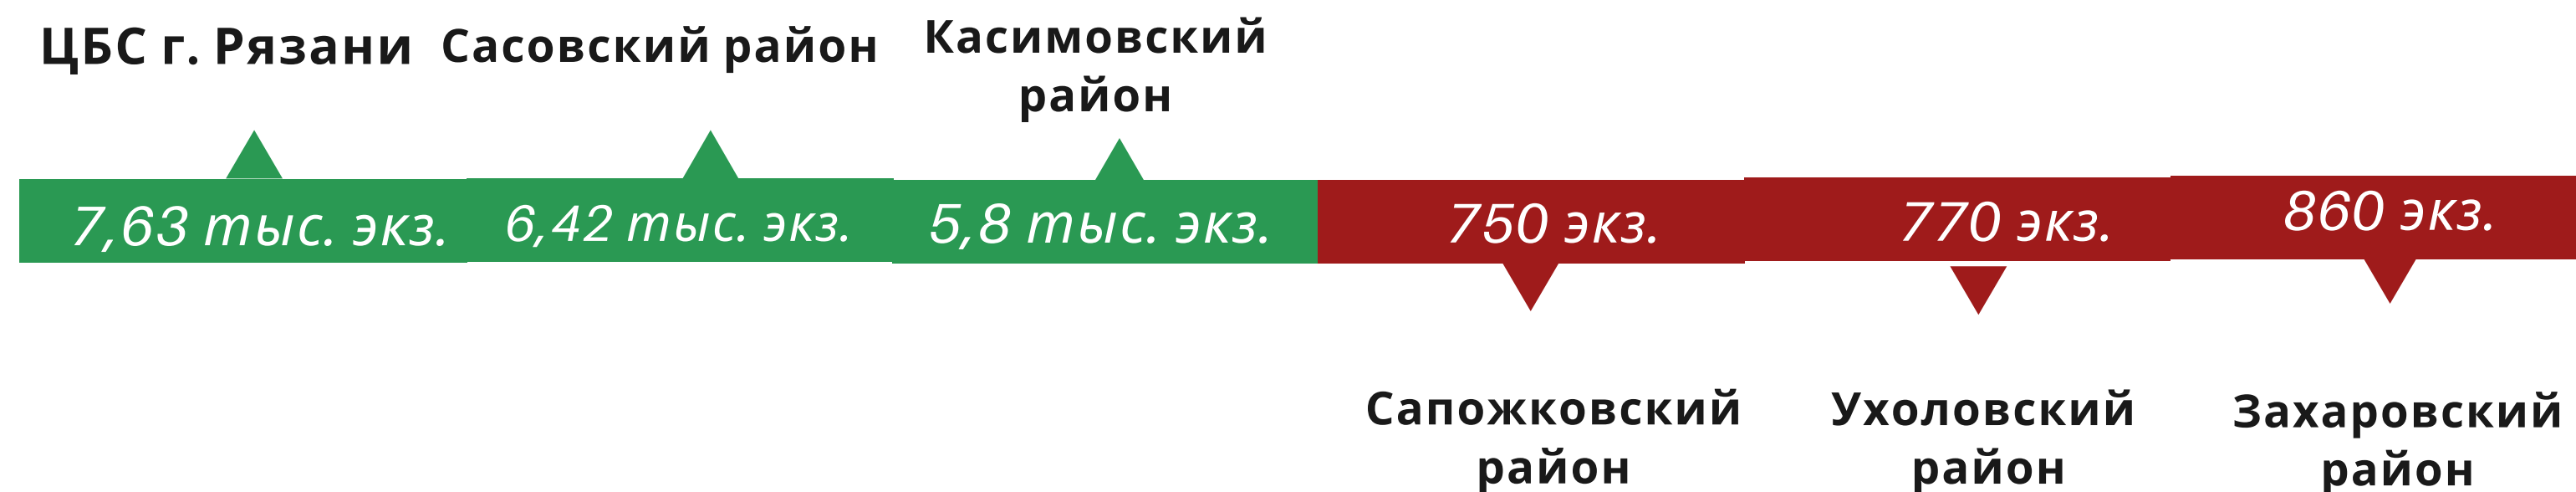 ЦБС г. Рязани
Сасовский район
Касимовский
район
7,63 тыс. экз.
6,42 тыс. экз.
5,8 тыс. экз.
750 экз.
770 экз.
860 экз.
Сапожковский
район
Ухоловский
район
Захаровский
район